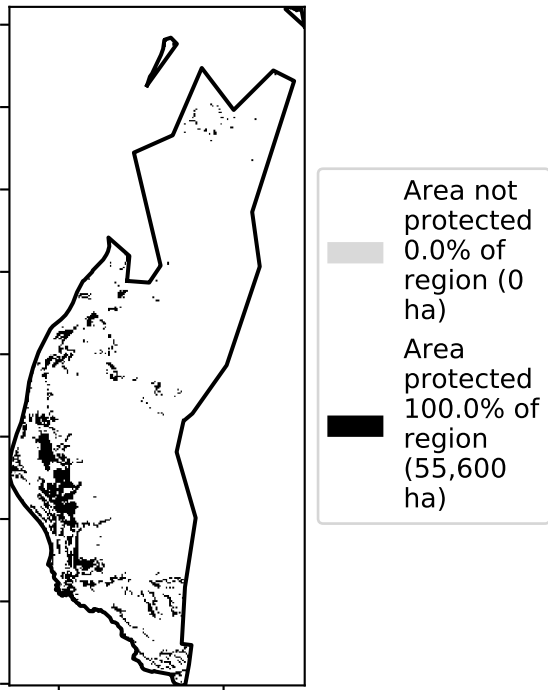 Area not
protected
0.0% of
region (0
ha)
Area
protected
100.0% of
region
(55,600
ha)